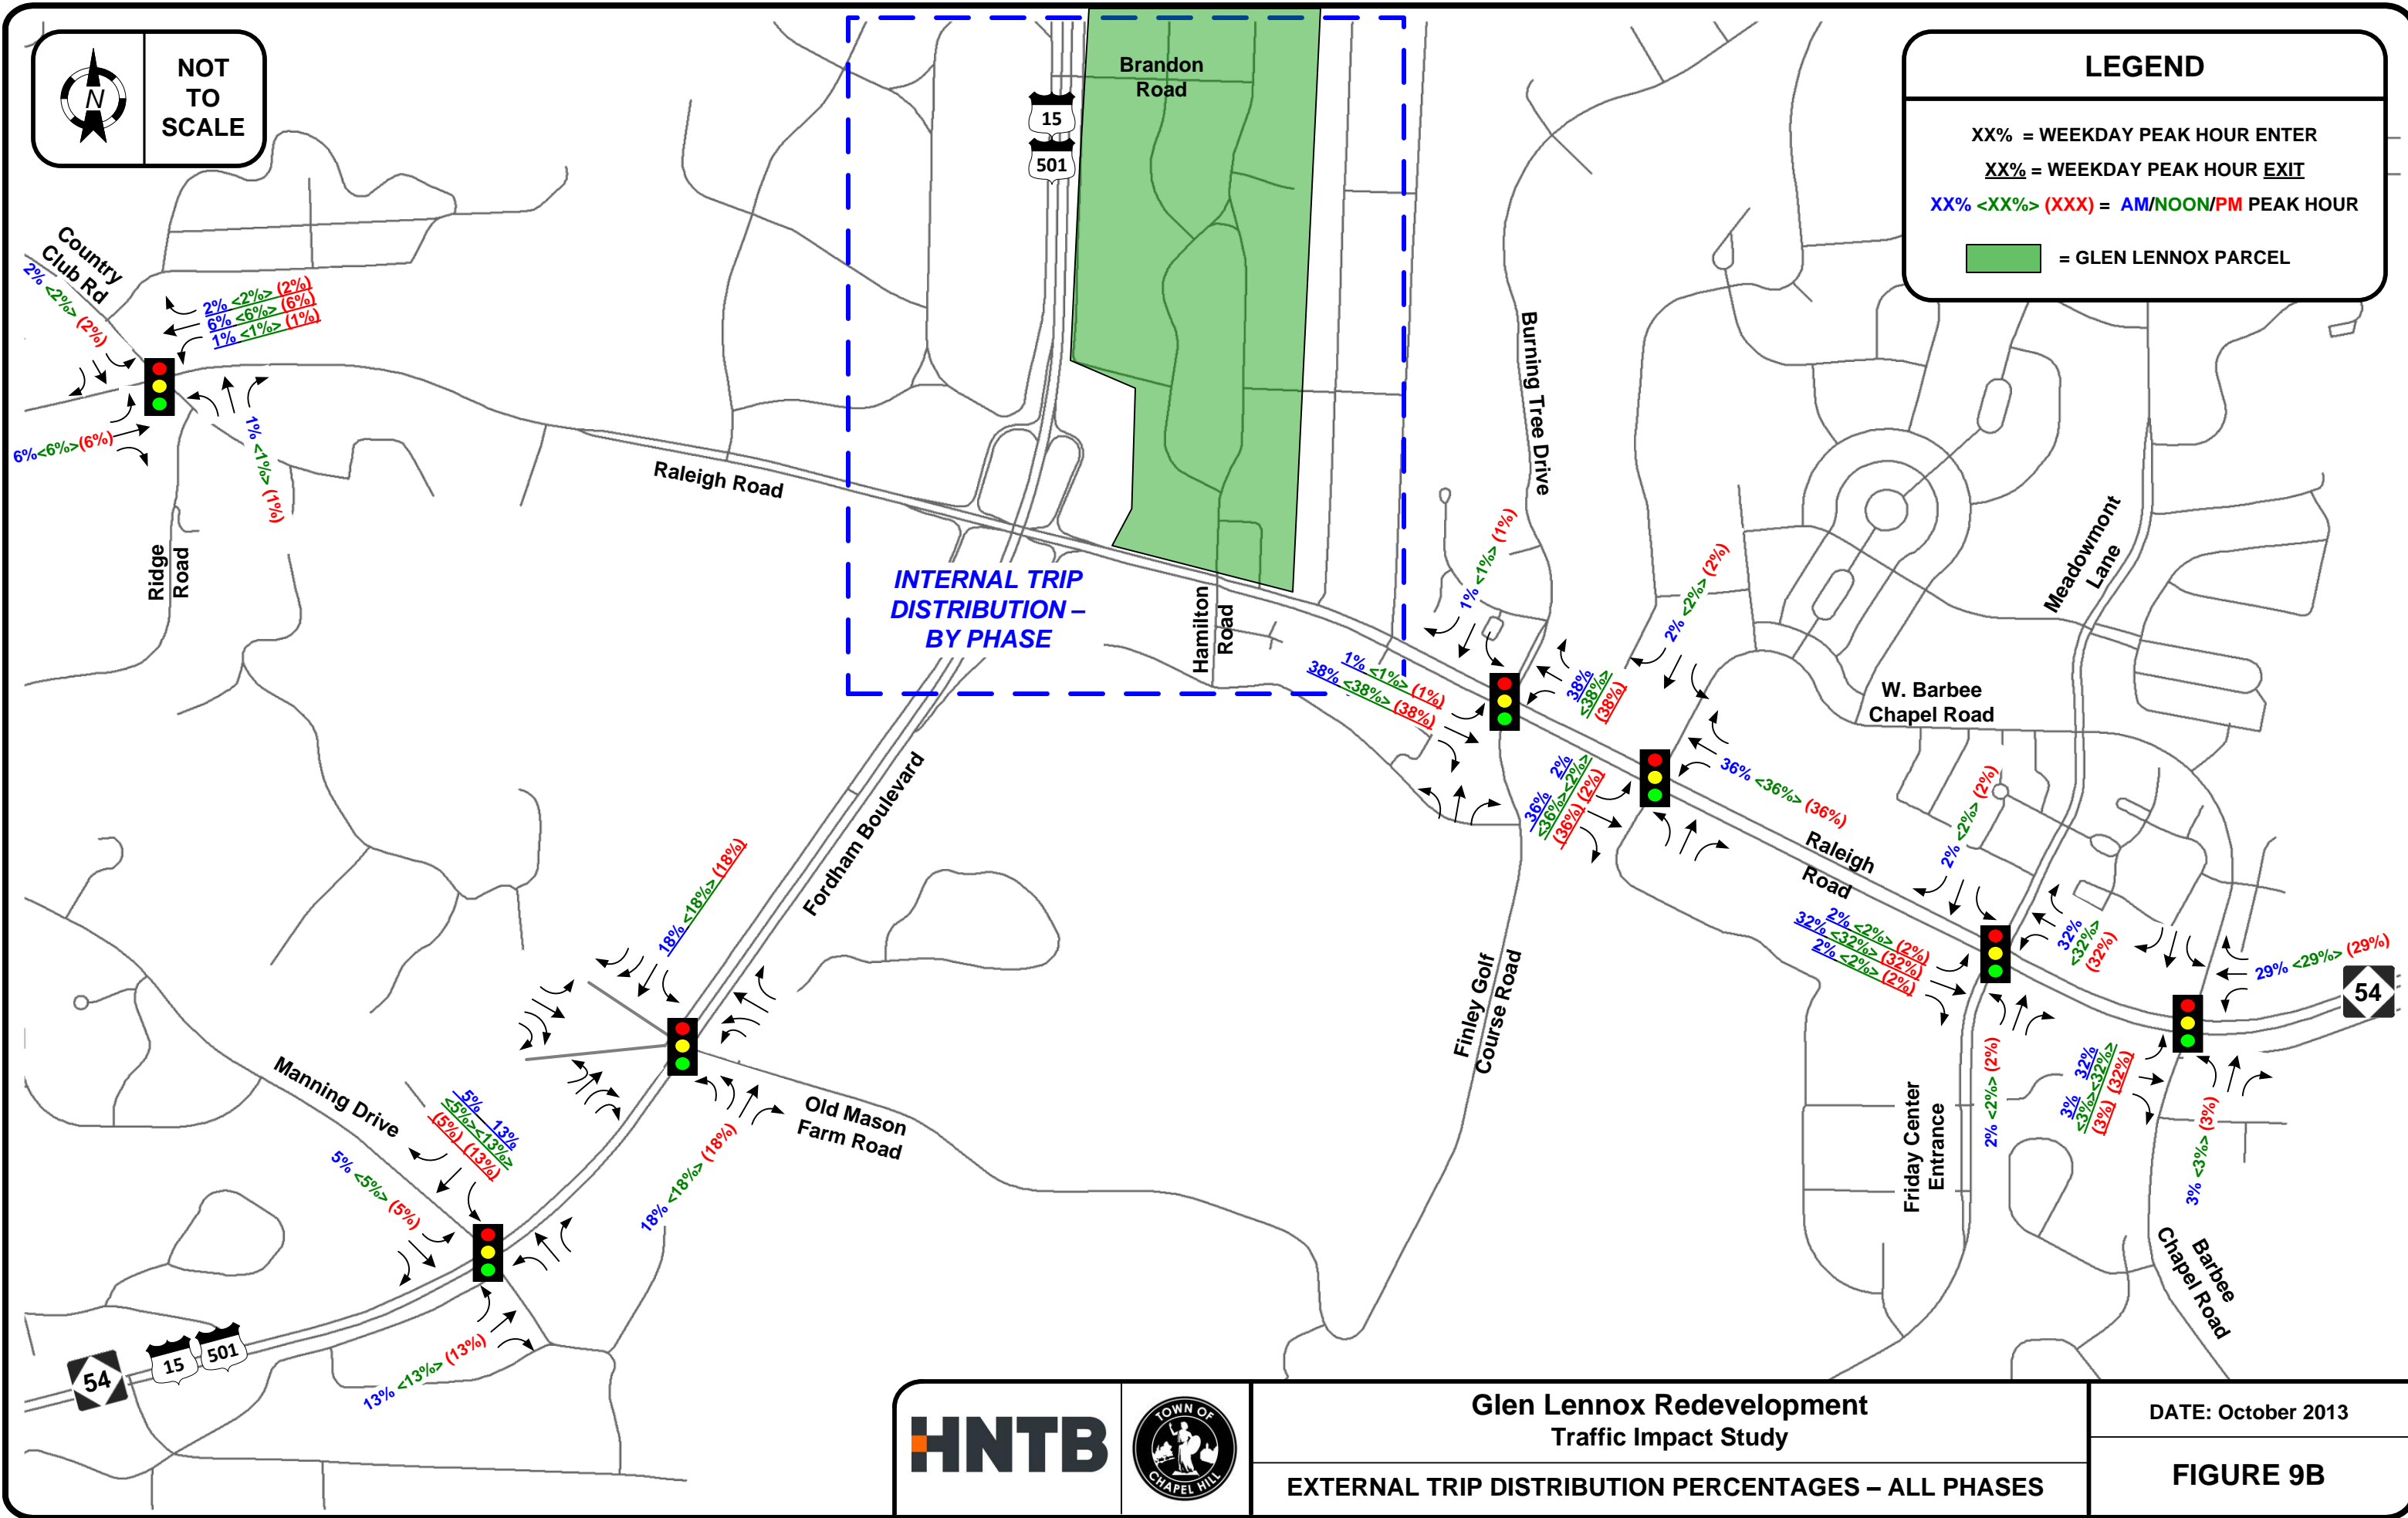 N
NOT
TO
SCALE
Brandon
Road
15
501
LEGEND
XX% = WEEKDAY PEAK HOUR ENTER
XX% = WEEKDAY PEAK HOUR EXIT
XX% <XX%> (XXX) = AM/NOON/PM PEAK HOUR
= GLEN LENNOX PARCEL
Country
Club Rd
2% <2%> (2%)
2% <2%> (2%)
6% <6%> (6%)
1% <1%> (1%)
6%<6%>(6%)
1% <1%> (1%)
Ridge
Road
Raleigh Road
INTERNAL TRIP
DISTRIBUTION –
BY PHASE
Hamilton
Road
Burning Tree Drive
1% <1%> (1%)
1% <1%> (1%)
38% <38%> (38%)
38%
<38%>
(38%)
2% <2%> (2%)
36% 2%
<36%><2%>
(36%) (2%)
36% <36%> (36%)
Meadowmont
Lane
W. Barbee
Chapel Road
Raleigh
Road
2% <2%> (2%)
2% <2%> (2%)
32% <32%> (32%)
2% <2%> (2%)
32%
<32%>
(32%)
29% <29%> (29%)
54
2% <2%> (2%)
3% 32%
<3%><32%>
(3%) (32%)
3% <3%> (3%)
Friday Center
Entrance
Barbee
Chapel Road
Finley Golf
Course Road
Fordham Boulevard
18% <18%> (18%)
Old Mason
Farm Road
18% <18%> (18%)
Manning Drive
5% 13%
<5%><13%>
(5%) (13%)
5% <5%> (5%)
13% <13%> (13%)
54
15
501
HNTB
TOWN OF
CHAPEL HILL
Glen Lennox Redevelopment
Traffic Impact Study
EXTERNAL TRIP DISTRIBUTION PERCENTAGES – ALL PHASES
DATE: October 2013
FIGURE 9B